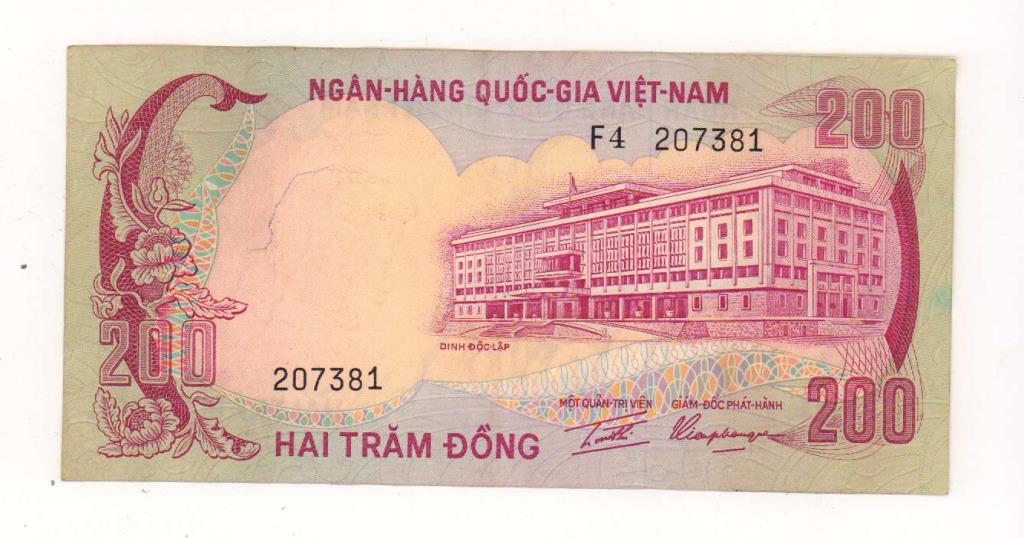 NGÂN-HÀNG QUỐC-GIA VIỆT-NAM
200
F4 207381
DINH ĐỘC-LẬP
200
207381
MỘT QUẢN-TRỊ VIÊN GIÁM-ĐỐC PHÁT-HÀNH
200
HAI TRĂM ĐỒNG